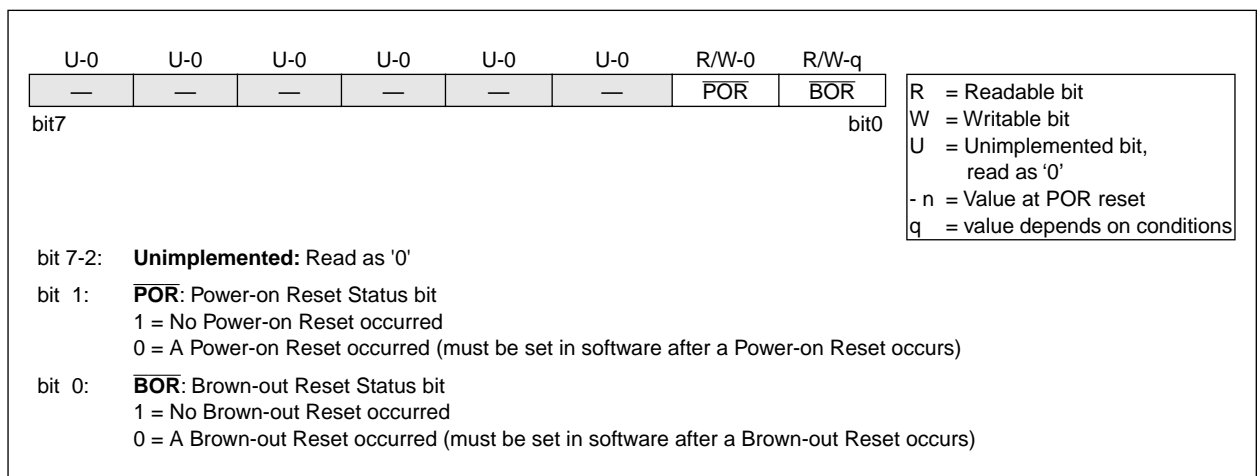 U-0 U-0 U-0 U-0 U-0 U-0 R/W-0 R/W-q
— — — — — — P̅O̅R̅ B̅O̅R̅
bit7 bit0
R = Readable bit
W = Writable bit
U = Unimplemented bit,
read as ‘0’
- n = Value at POR reset
q = value depends on conditions
bit 7-2: Unimplemented: Read as '0'
bit 1: P̅O̅R̅: Power-on Reset Status bit
1 = No Power-on Reset occurred
0 = A Power-on Reset occurred (must be set in software after a Power-on Reset occurs)
bit 0: B̅O̅R̅: Brown-out Reset Status bit
1 = No Brown-out Reset occurred
0 = A Brown-out Reset occurred (must be set in software after a Brown-out Reset occurs)